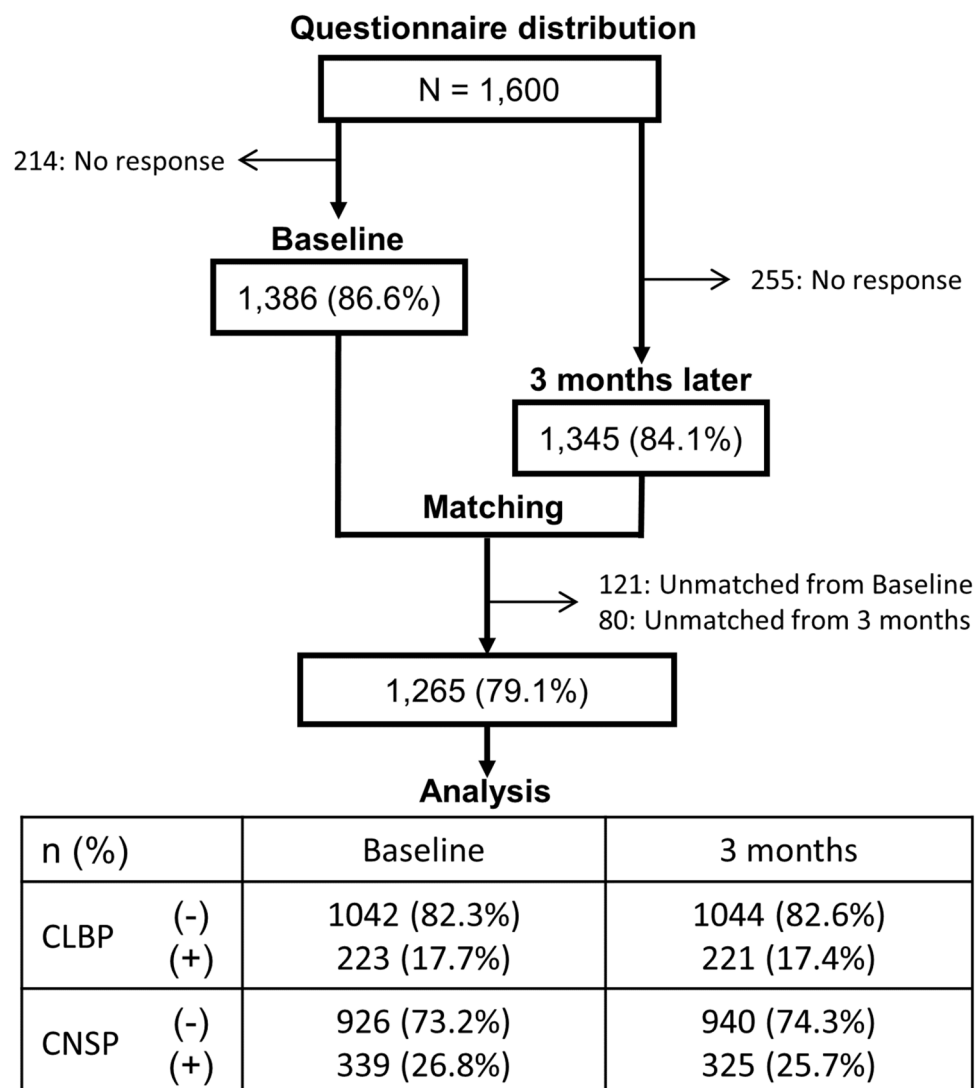 Questionnaire distribution
N = 1,600
214: No response
Baseline
1,386 (86.6%)
255: No response
3 months later
1,345 (84.1%)
Matching
121: Unmatched from Baseline
80: Unmatched from 3 months
1,265 (79.1%)
Analysis
n (%) Baseline 3 months
CLBP (-) 1042 (82.3%) 1044 (82.6%)
(+) 223 (17.7%) 221 (17.4%)
CNSP (-) 926 (73.2%) 940 (74.3%)
(+) 339 (26.8%) 325 (25.7%)